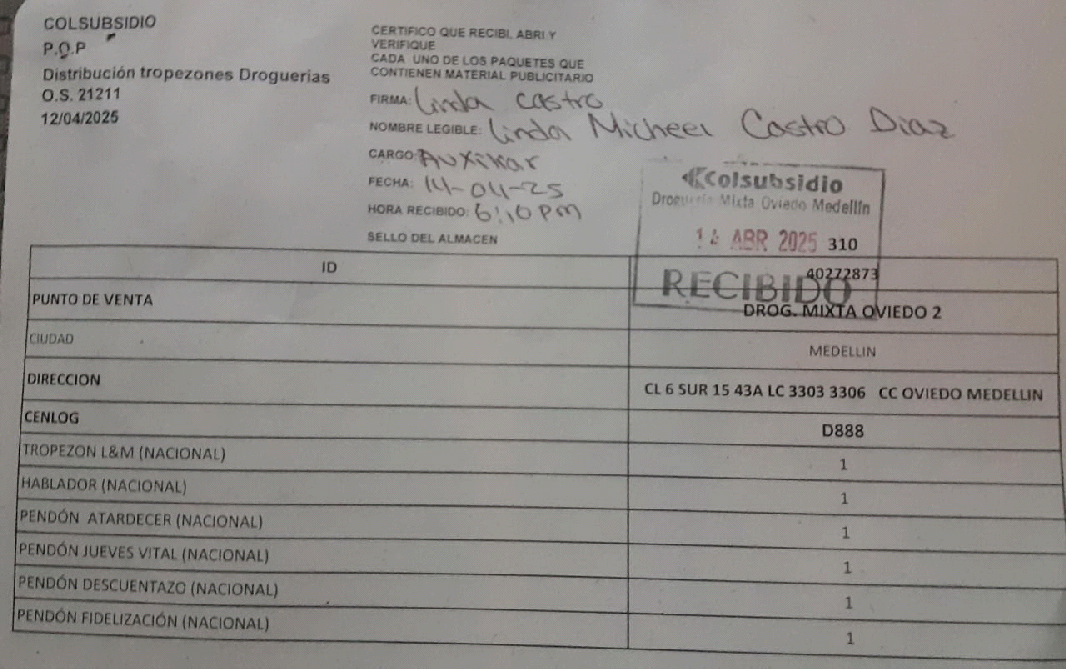 COLSUBSIDIO
P.O.P
Distribución tropezones Droguerías
O.S. 21211
12/04/2025
CERTIFICO QUE RECIBI, ABRI Y
VERIFIQUE
CADA UNO DE LOS PAQUETES QUE
CONTIENEN MATERIAL PUBLICITARIO
FIRMA: Linda Castro
NOMBRE LEGIBLE: Linda Micheel Castro Diaz
CARGO: Auxiliar
FECHA: 14-04-25
HORA RECIBIDO: 6:10 pm
SELLO DEL ALMACEN
Colsubsidio
Droguería Mixta Oviedo Medellín
14 ABR 2025
RECIBIDO
310
ID 40272873
PUNTO DE VENTA DROG. MIXTA OVIEDO 2
CIUDAD MEDELLIN
DIRECCION CL 6 SUR 15 43A LC 3303 3306 CC OVIEDO MEDELLIN
CENLOG D888
TROPEZON L&M (NACIONAL) 1
HABLADOR (NACIONAL) 1
PENDÓN ATARDECER (NACIONAL) 1
PENDÓN JUEVES VITAL (NACIONAL) 1
PENDÓN DESCUENTAZO (NACIONAL) 1
PENDÓN FIDELIZACIÓN (NACIONAL) 1